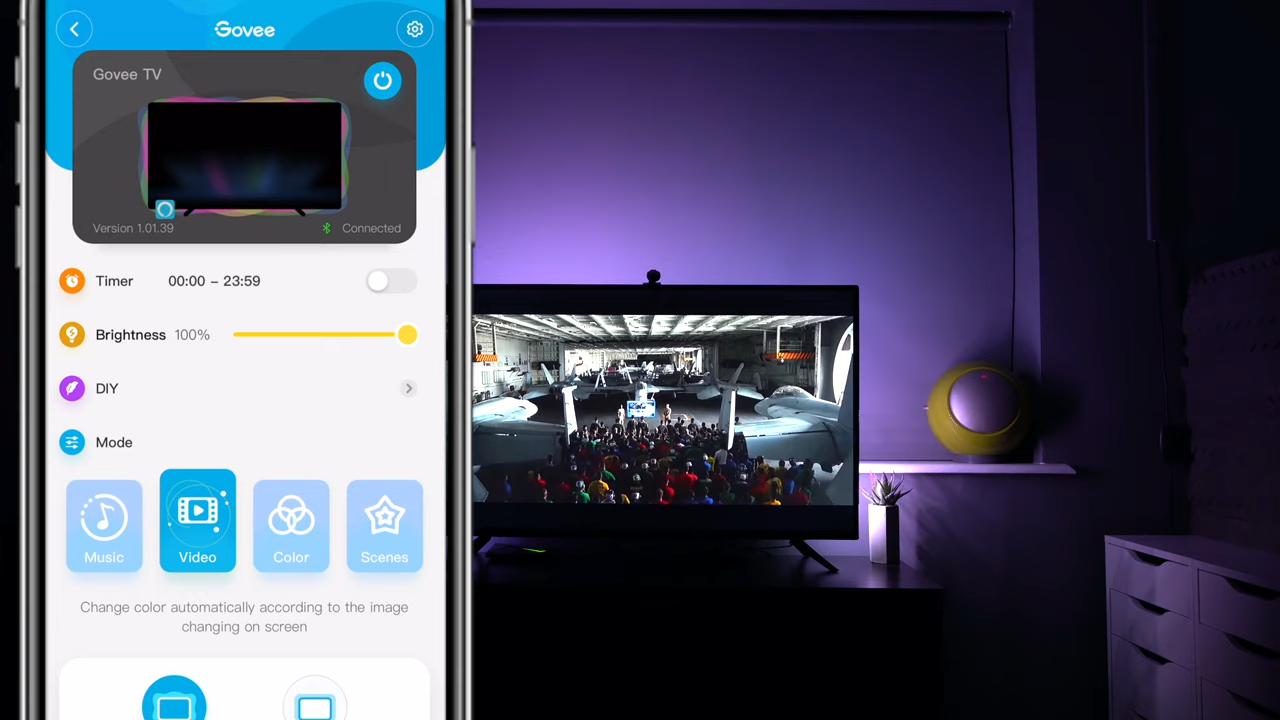 Govee
Govee TV
Version 1.01.39
Connected
Timer 00:00 – 23:59
Brightness 100%
DIY
Mode
Music
Video
Color
Scenes
Change color automatically according to the image
changing on screen